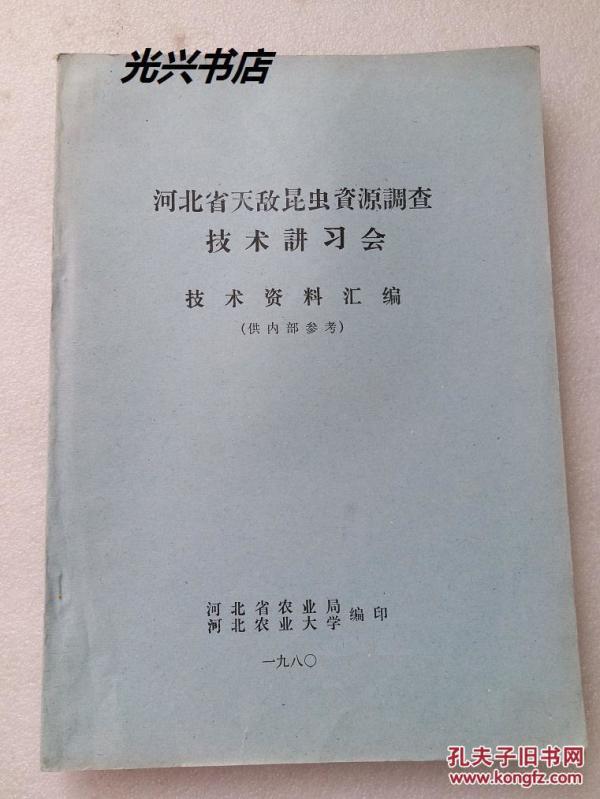 光兴书店
河北省天敌昆虫資源調查
技术講习会
技术资料汇编
(供内部参考)
河北省农业局
河北农业大学
编印
一九八〇
孔夫子旧书网
www.kongfz.com